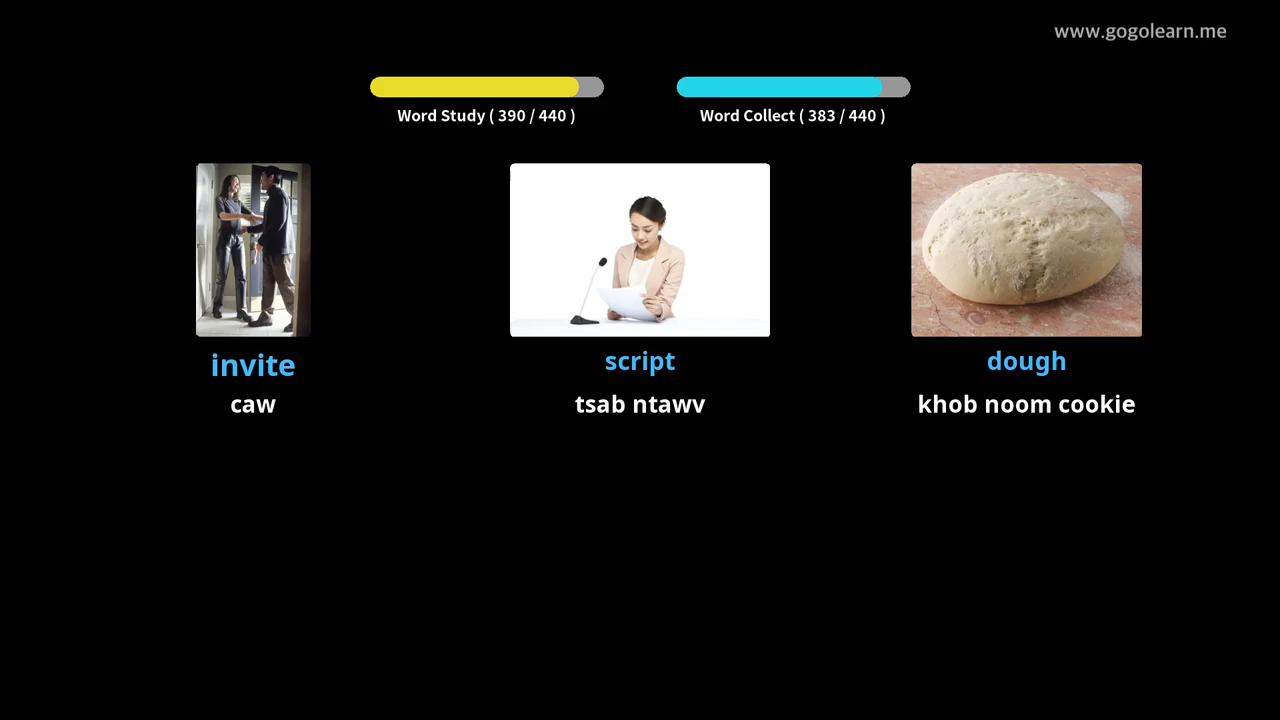 www.gogolearn.me
Word Study ( 390 / 440 )
Word Collect ( 383 / 440 )
invite
caw
script
tsab ntawv
dough
khob noom cookie